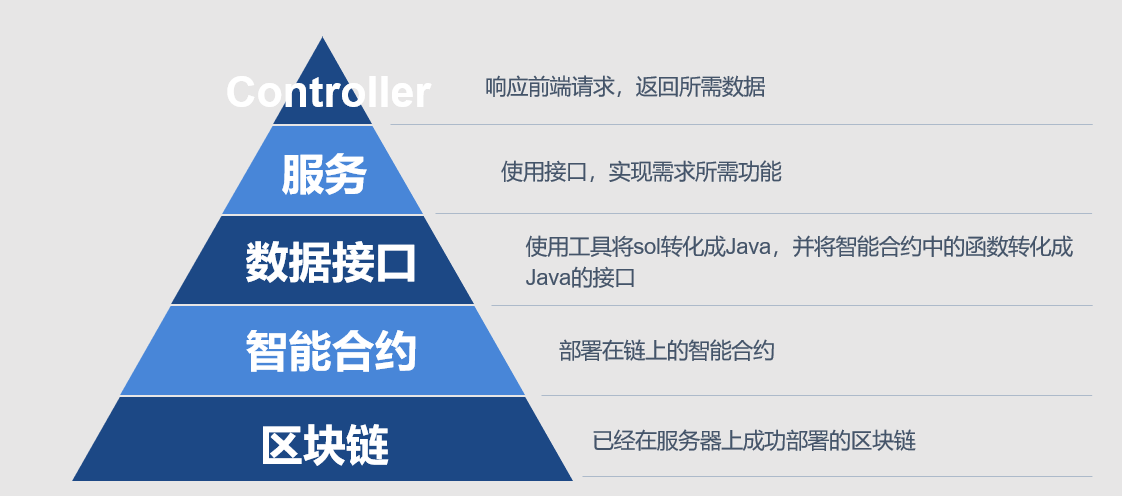 Controller
响应前端请求，返回所需数据
服务
使用接口，实现需求所需功能
数据接口
使用工具将sol转化成Java，并将智能合约中的函数转化成
Java的接口
智能合约
部署在链上的智能合约
区块链
已经在服务器上成功部署的区块链